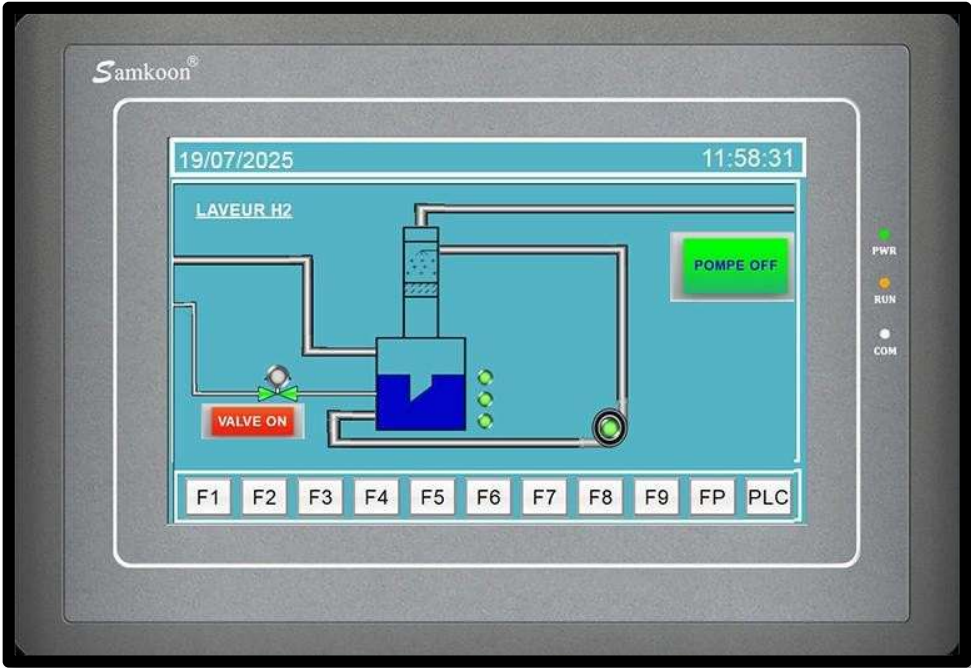 Samkoon®
19/07/2025 11:58:31
LAVEUR H2
POMPE OFF
VALVE ON
F1 F2 F3 F4 F5 F6 F7 F8 F9 FP PLC
PWR
RUN
COM